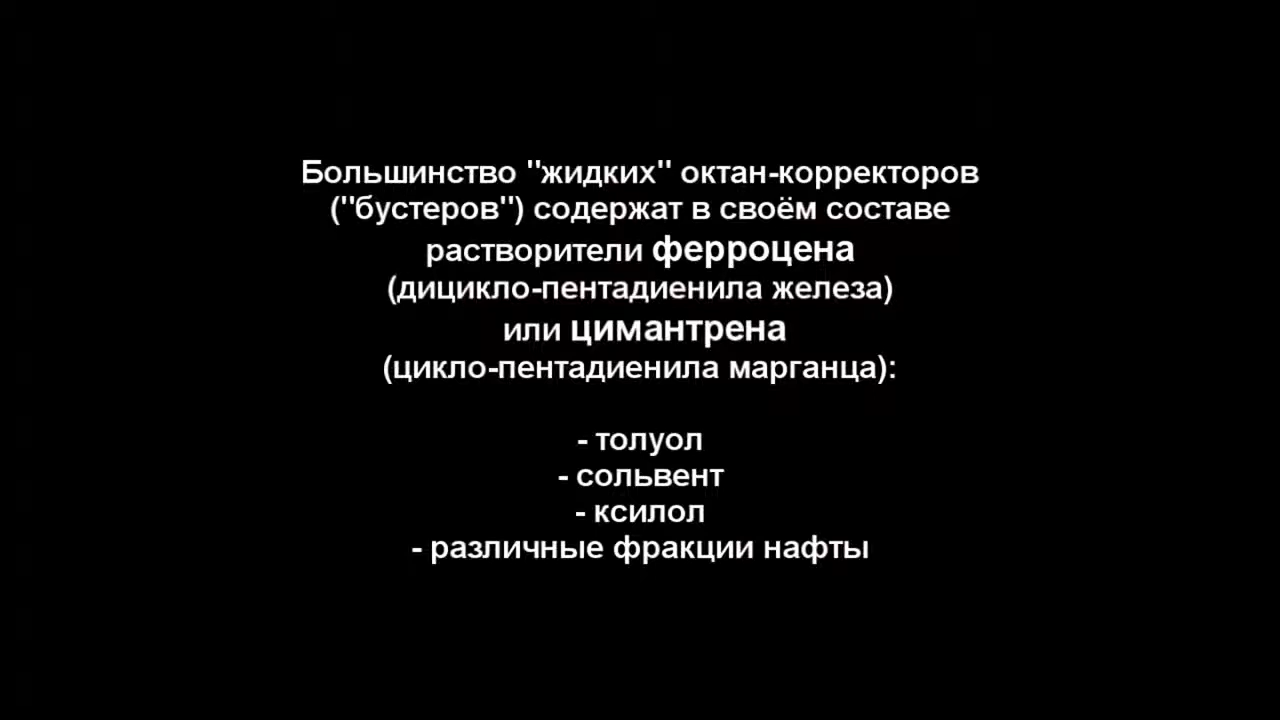 Большинство "жидких" октан-корректоров
("бустеров") содержат в своём составе
растворители ферроцена
(дицикло-пентадиенила железа)
или цимантрена
(цикло-пентадиенила марганца):
- толуол
- сольвент
- ксилол
- различные фракции нафты